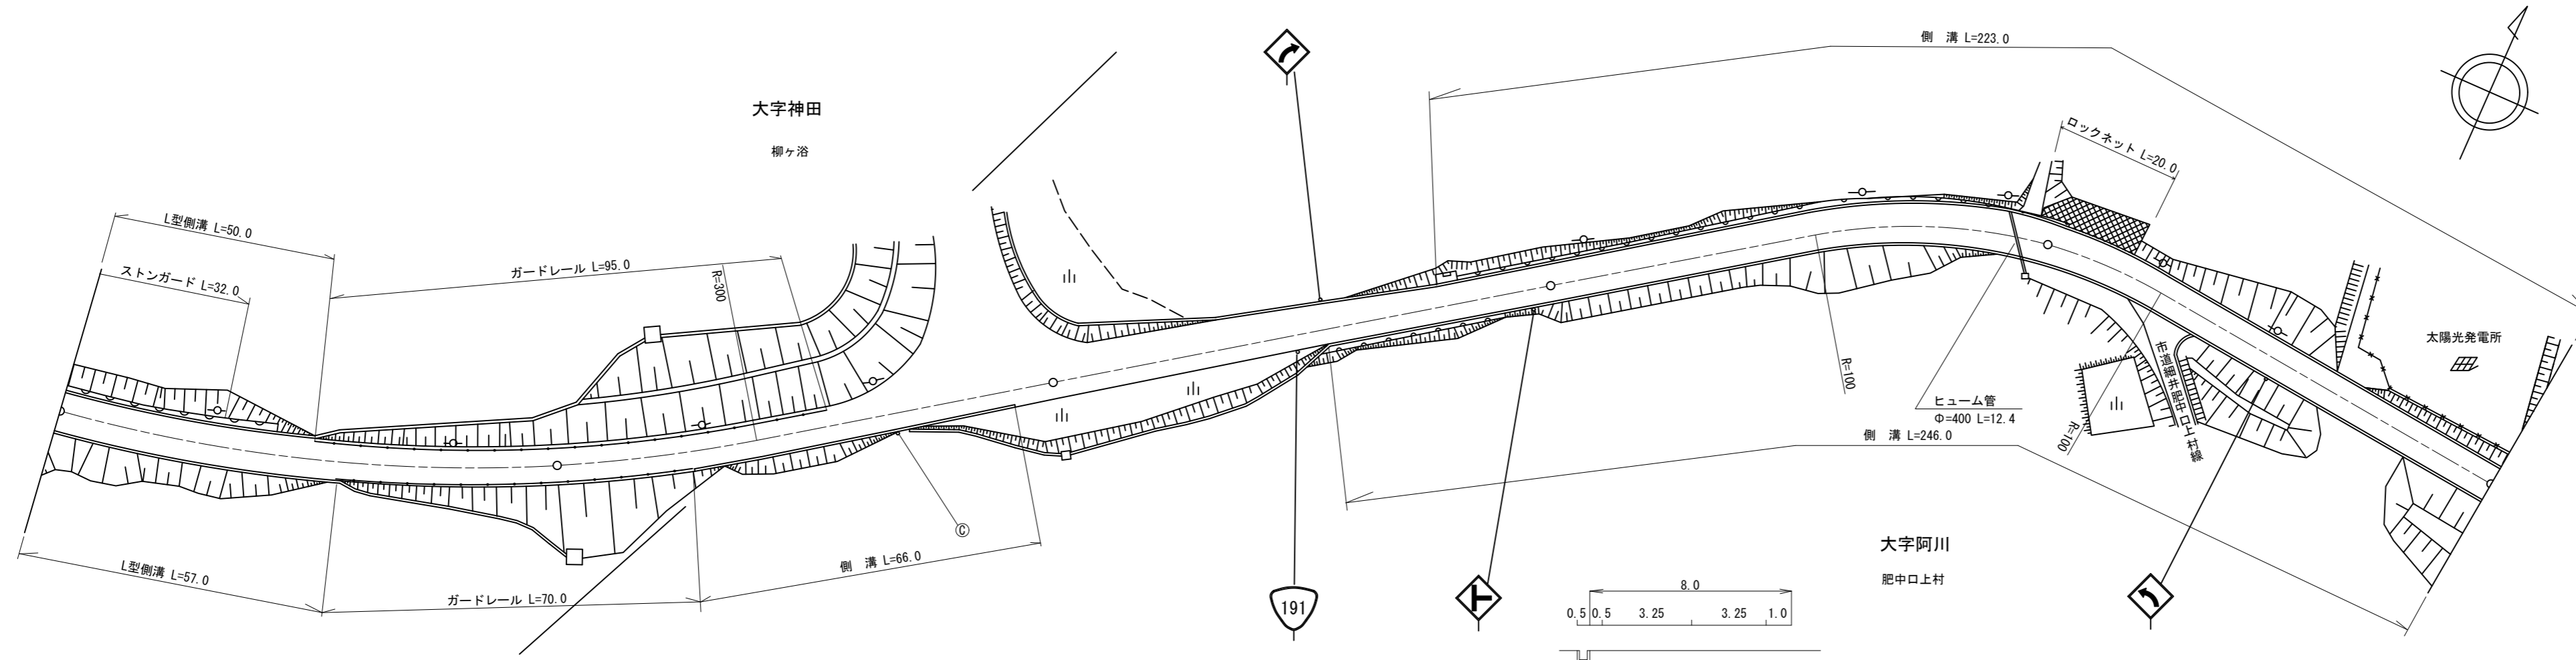 大字神田
柳ヶ浴
側 溝 L=223.0
ロックネット L=20.0
L型側溝 L=50.0
ストンガード L=32.0
ガードレール L=95.0
R=300
太陽光発電所
R=100
市道細井肥中口上村線
R=100
ヒューム管
Φ=400 L=12.4
側 溝 L=246.0
Ⓒ
大字阿川
肥中口上村
側 溝 L=66.0
L型側溝 L=57.0
ガードレール L=70.0
191
8.0
0.5 0.5 3.25 3.25 1.0